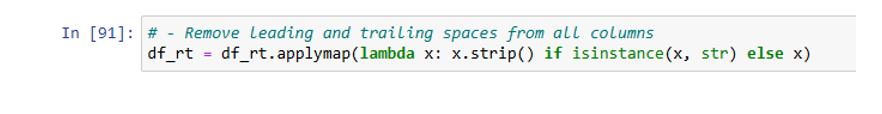 In [91]: # - Remove leading and trailing spaces from all columns
df_rt = df_rt.applymap(lambda x: x.strip() if isinstance(x, str) else x)